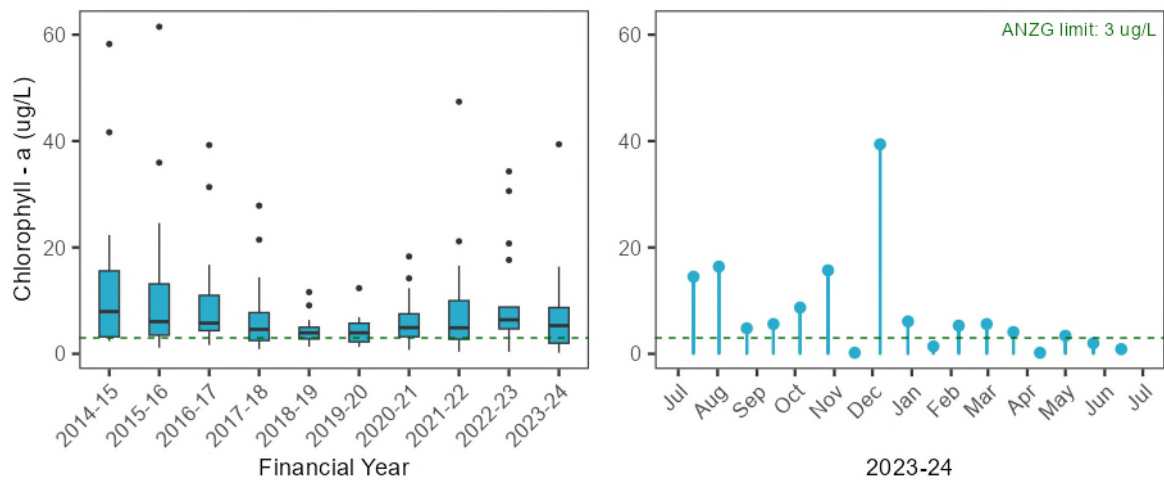 Chlorophyll - a (ug/L)
60
40
20
0
2014-15
2015-16
2016-17
2017-18
2018-19
2019-20
2020-21
2021-22
2022-23
2023-24
Financial Year
ANZG limit: 3 ug/L
60
40
20
0
Jul
Aug
Sep
Oct
Nov
Dec
Jan
Feb
Mar
Apr
May
Jun
Jul
2023-24